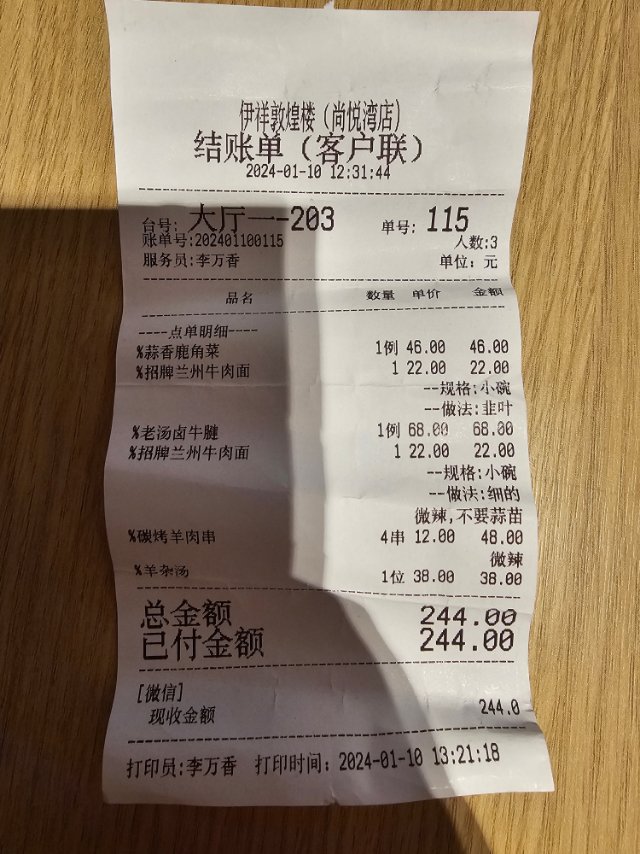 伊祥敦煌楼（尚悦湾店）
结账单（客户联）
2024-01-10 12:31:44
台号: 大厅一-203 单号: 115
账单号:202401100115 人数:3
服务员:李万香 单位: 元
品名 数量 单价 金额
----点单明细----
%蒜香鹿角菜 1例 46.00 46.00
%招牌兰州牛肉面 1 22.00 22.00
--规格:小碗
--做法:韭叶
%老汤卤牛腱 1例 68.00 68.00
%招牌兰州牛肉面 1 22.00 22.00
--规格:小碗
--做法:细的
微辣,不要蒜苗
%碳烤羊肉串 4串 12.00 48.00
微辣
%羊杂汤 1位 38.00 38.00
总金额 244.00
已付金额 244.00
[微信]
现收金额 244.0
打印员:李万香 打印时间: 2024-01-10 13:21:18